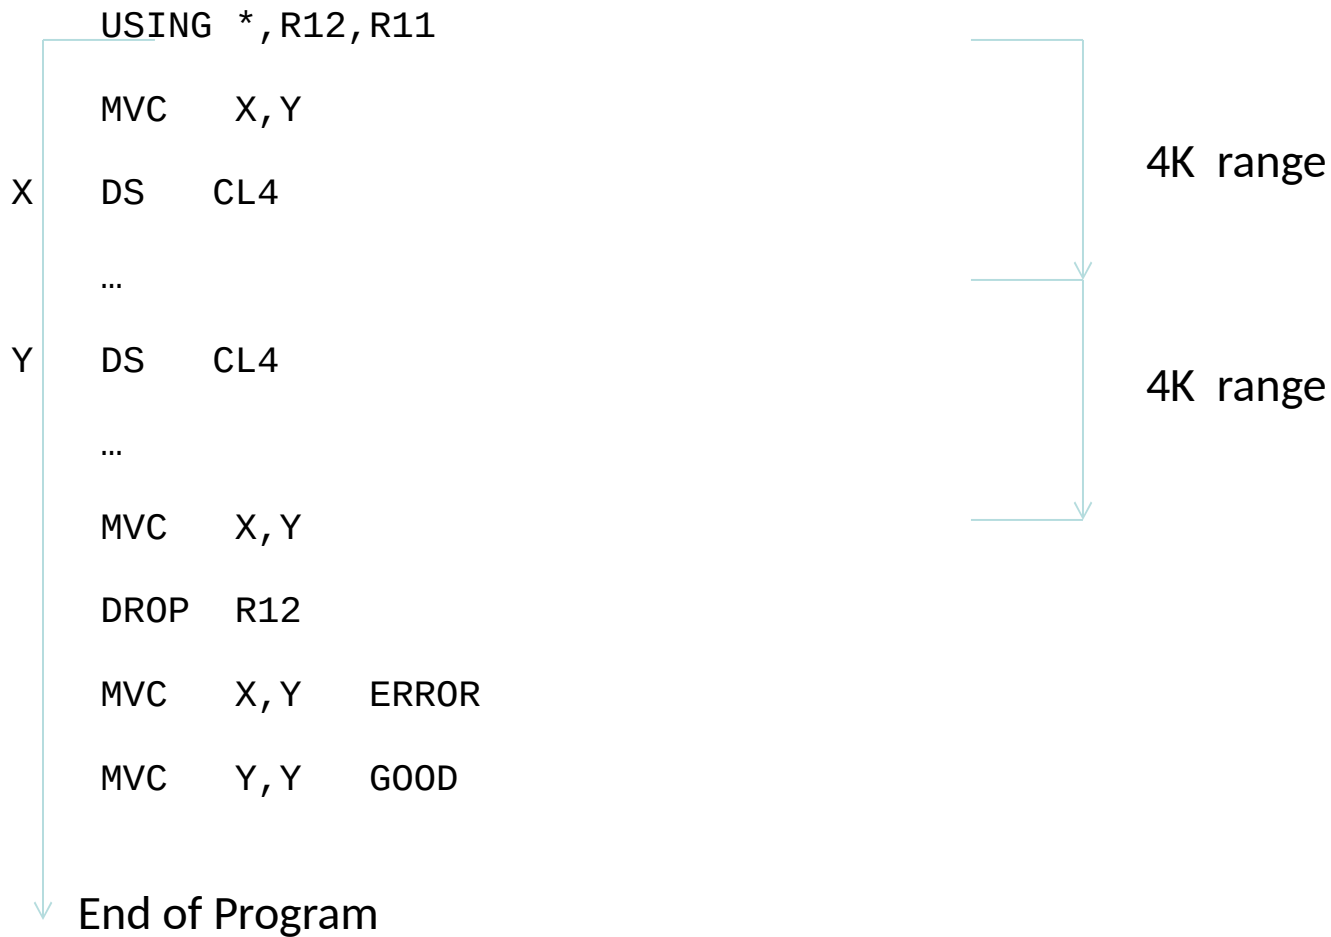 USING *,R12,R11
MVC X,Y
4K range
X DS CL4
…
Y DS CL4
4K range
…
MVC X,Y
DROP R12
MVC X,Y ERROR
MVC Y,Y GOOD
End of Program